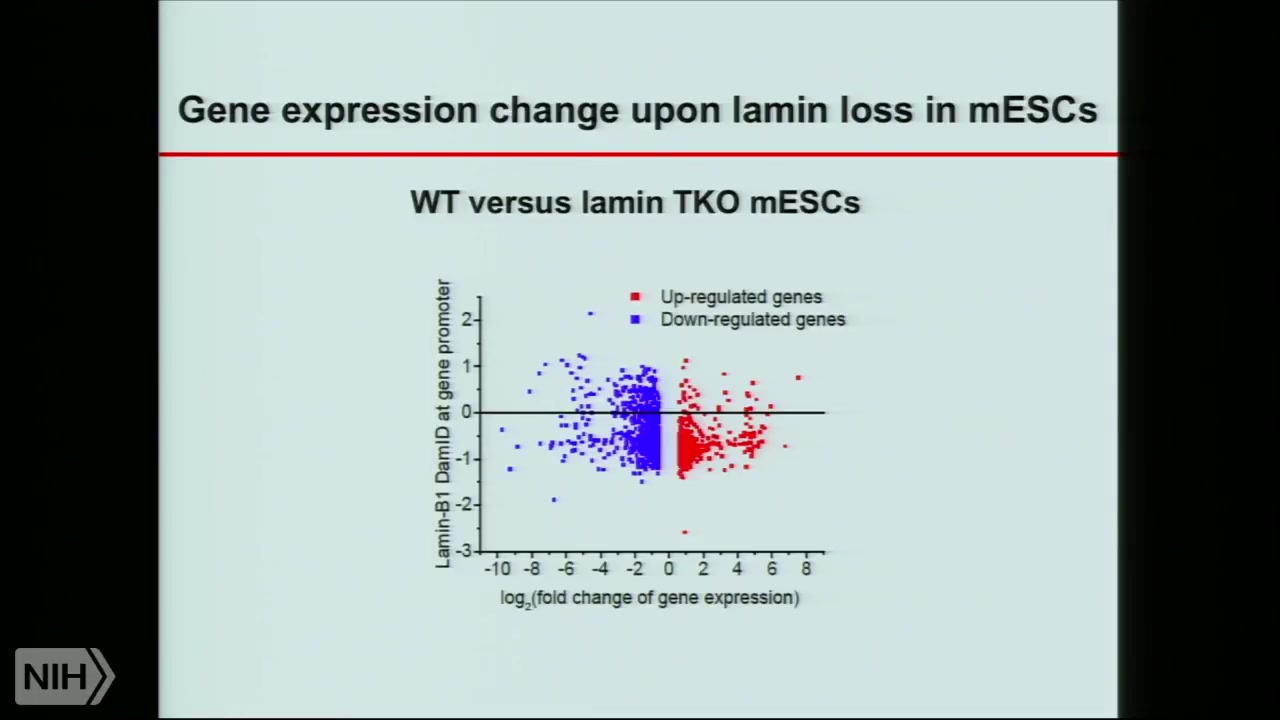 Gene expression change upon lamin loss in mESCs
WT versus lamin TKO mESCs
Up-regulated genes
Down-regulated genes
Lamin-B1 DamID at gene promoter
2
1
0
-1
-2
-3
-10 -8 -6 -4 -2 0 2 4 6 8
log2(fold change of gene expression)
NIH